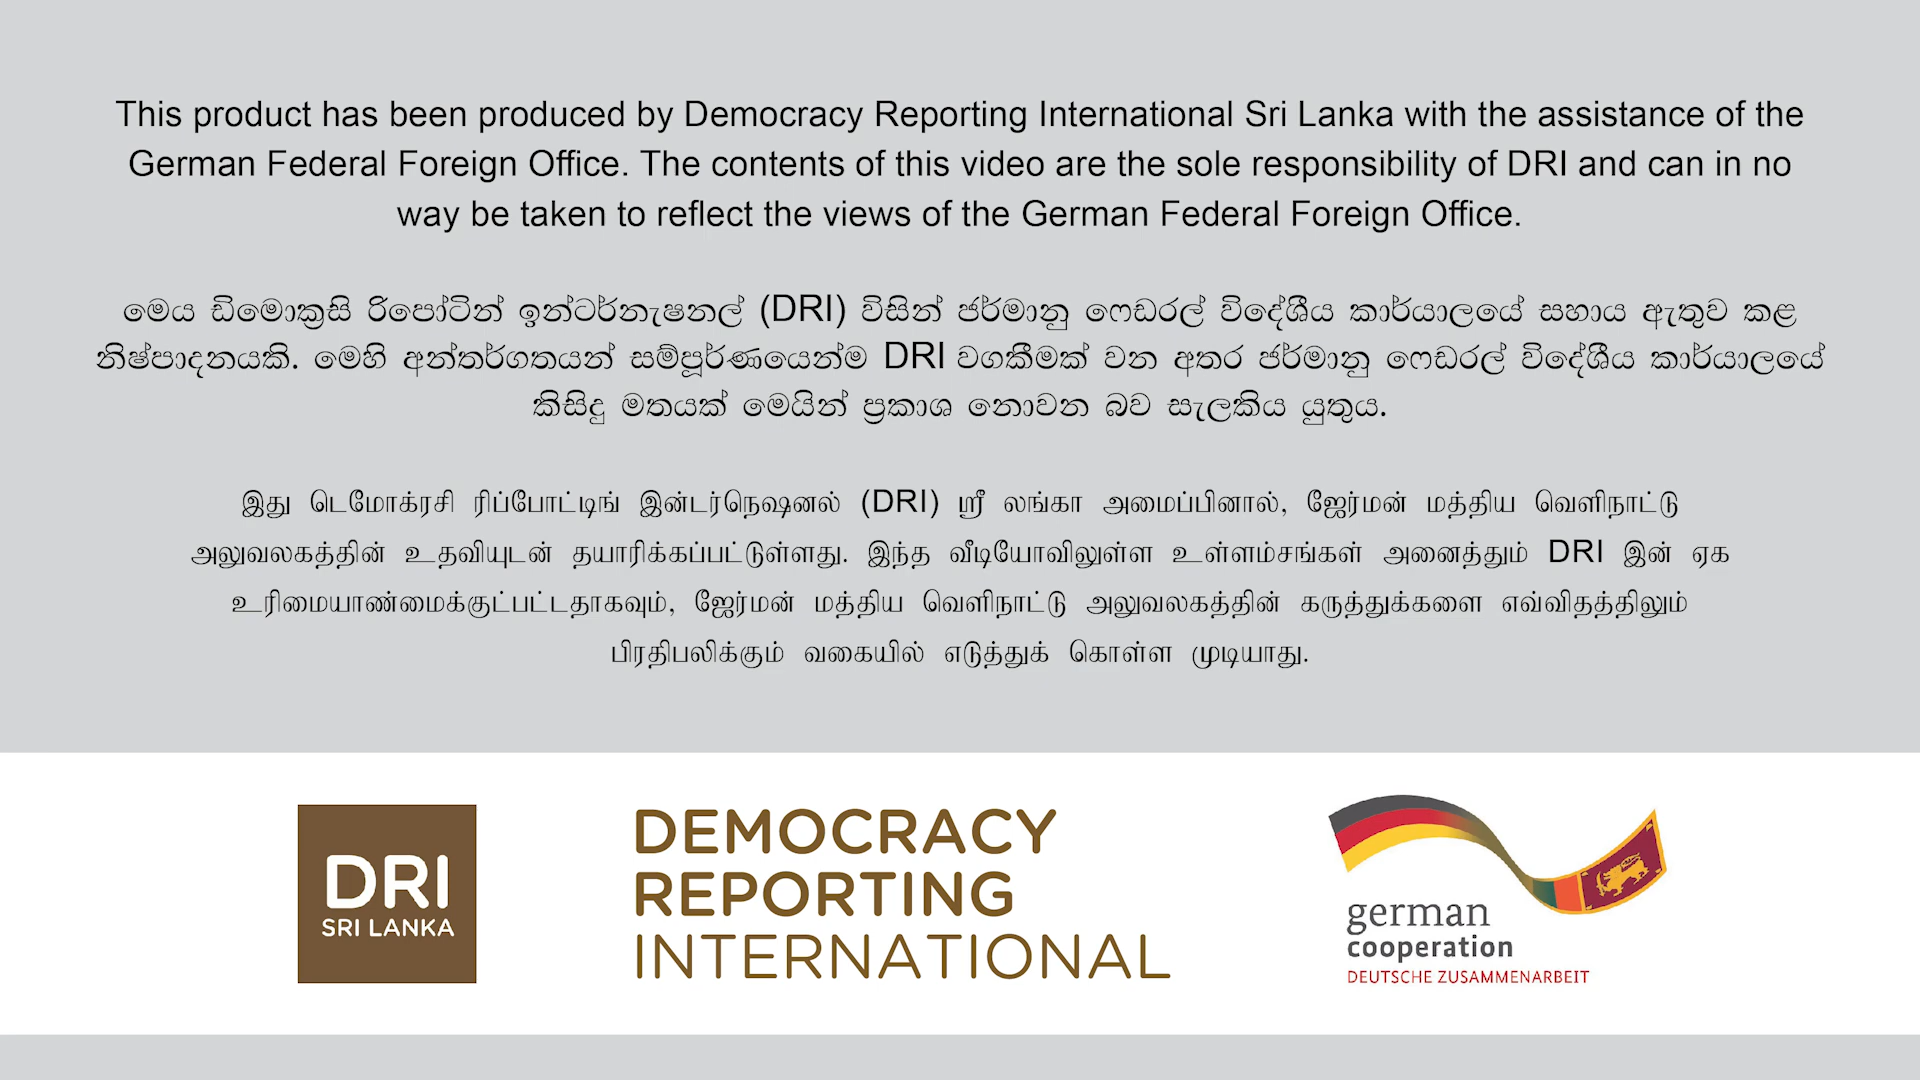 This product has been produced by Democracy Reporting International Sri Lanka with the assistance of the
German Federal Foreign Office. The contents of this video are the sole responsibility of DRI and can in no
way be taken to reflect the views of the German Federal Foreign Office.
මෙය ඩිමොක්‍රසි රිපෝටින් ඉන්ටර්නැෂනල් (DRI) විසින් ජර්මානු ෆෙඩරල් විදේශීය කාර්යාලයේ සහාය ඇතුව කළ
නිෂ්පාදනයකි. මෙහි අන්තර්ගතයන් සම්පූර්ණයෙන්ම DRI වගකීමක් වන අතර ජර්මානු ෆෙඩරල් විදේශීය කාර්යාලයේ
කිසිදු මතයක් මෙයින් ප්‍රකාශ නොවන බව සැලකිය යුතුය.
இது டெமோக்ரசி ரிப்போட்டிங் இன்டர்நெஷனல் (DRI) ஸ்ரீ லங்கா அமைப்பினால், ஜேர்மன் மத்திய வெளிநாட்டு
அலுவலகத்தின் உதவியுடன் தயாரிக்கப்பட்டுள்ளது. இந்த வீடியோவிலுள்ள உள்ளம்சங்கள் அனைத்தும் DRI இன் ஏக
உரிமையாண்மைக்குட்பட்டதாகவும், ஜேர்மன் மத்திய வெளிநாட்டு அலுவலகத்தின் கருத்துக்களை எவ்விதத்திலும்
பிரதிபலிக்கும் வகையில் எடுத்துக் கொள்ள முடியாது.
DRI
SRI LANKA
DEMOCRACY
REPORTING
INTERNATIONAL
german
cooperation
DEUTSCHE ZUSAMMENARBEIT